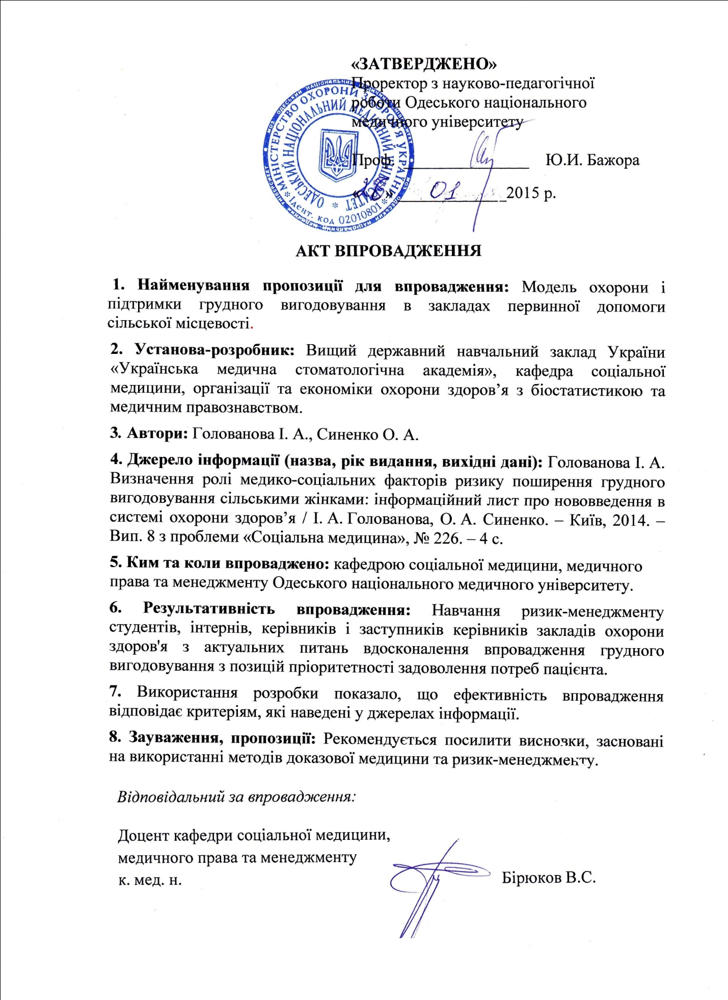 «ЗАТВЕРДЖЕНО»
Проректор з науково-педагогічної
роботи Одеського національного
медичного університету
Проф. ______________ Ю.И. Бажора
« » 01 2015 р.
МІНІСТЕРСТВО ОХОРОНИ ЗДОРОВ'Я УКРАЇНИ
ОДЕСЬКИЙ НАЦІОНАЛЬНИЙ МЕДИЧНИЙ УНІВЕРСИТЕТ
Ідент. код 02010801
АКТ ВПРОВАДЖЕННЯ
1. Найменування пропозиції для впровадження: Модель охорони і
підтримки грудного вигодовування в закладах первинної допомоги
сільської місцевості.
2. Установа-розробник: Вищий державний навчальний заклад України
«Українська медична стоматологічна академія», кафедра соціальної
медицини, організації та економіки охорони здоров’я з біостатистикою та
медичним правознавством.
3. Автори: Голованова І. А., Синенко О. А.
4. Джерело інформації (назва, рік видання, вихідні дані): Голованова І. А.
Визначення ролі медико-соціальних факторів ризику поширення грудного
вигодовування сільськими жінками: інформаційний лист про нововведення в
системі охорони здоров’я / І. А. Голованова, О. А. Синенко. – Київ, 2014. –
Вип. 8 з проблеми «Соціальна медицина», № 226. – 4 с.
5. Ким та коли впроваджено: кафедрою соціальної медицини, медичного
права та менеджменту Одеського національного медичного університету.
6. Результативність впровадження: Навчання ризик-менеджменту
студентів, інтернів, керівників і заступників керівників закладів охорони
здоров'я з актуальних питань вдосконалення впровадження грудного
вигодовування з позицій пріоритетності задоволення потреб пацієнта.
7. Використання розробки показало, що ефективність впровадження
відповідає критеріям, які наведені у джерелах інформації.
8. Зауваження, пропозиції: Рекомендується посилити висновки, засновані
на використанні методів доказової медицини та ризик-менеджменту.
Відповідальний за впровадження:
Доцент кафедри соціальної медицини,
медичного права та менеджменту
к. мед. н. Бірюков В.С.